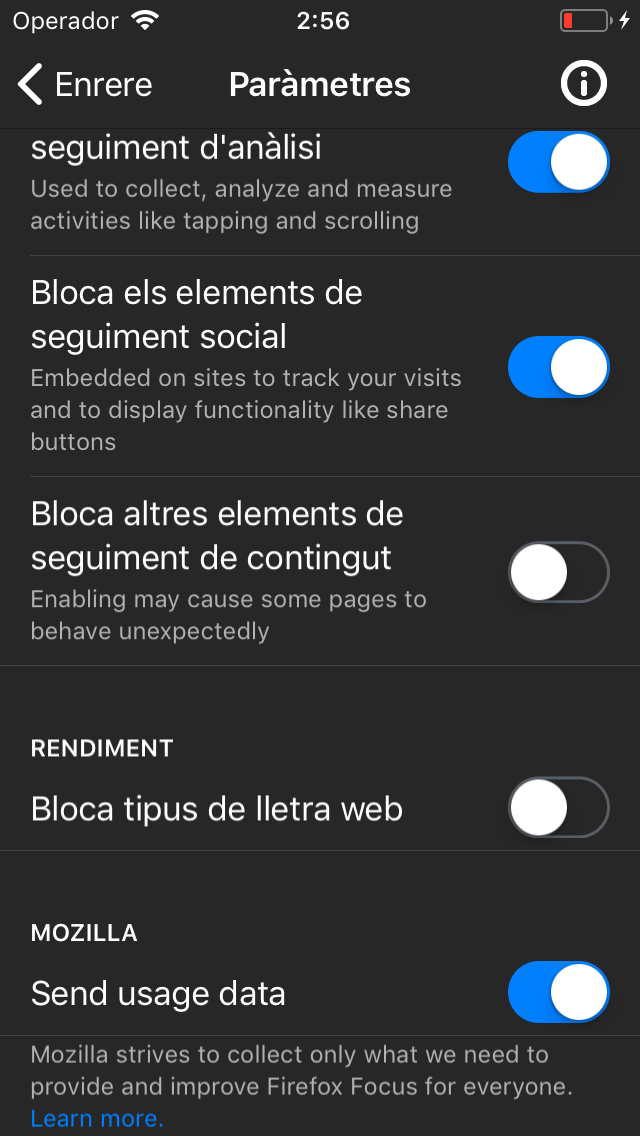 Operador
2:56
Enrere
Paràmetres
seguiment d'anàlisi
Used to collect, analyze and measure
activities like tapping and scrolling
Bloca els elements de
seguiment social
Embedded on sites to track your visits
and to display functionality like share
buttons
Bloca altres elements de
seguiment de contingut
Enabling may cause some pages to
behave unexpectedly
RENDIMENT
Bloca tipus de lletra web
MOZILLA
Send usage data
Mozilla strives to collect only what we need to
provide and improve Firefox Focus for everyone.
Learn more.